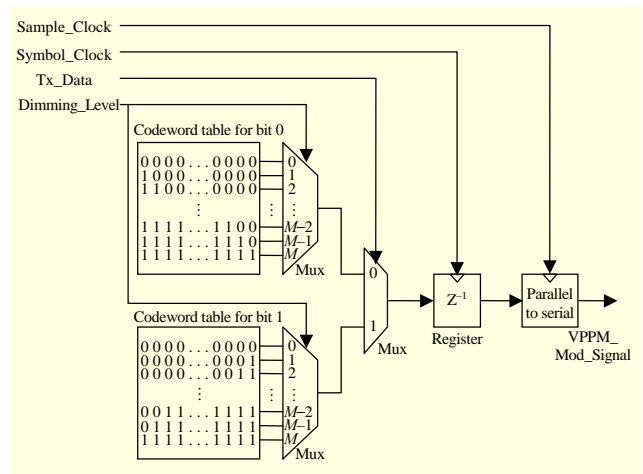 Sample_Clock
Symbol_Clock
Tx_Data
Dimming_Level
Codeword table for bit 0
0 0 0 0 . . . 0 0 0 0 0
1 0 0 0 . . . 0 0 0 0 1
1 1 0 0 . . . 0 0 0 0 2
⋮ ⋮ ⋮
1 1 1 1 . . . 1 1 0 0 M–2
1 1 1 1 . . . 1 1 1 0 M–1
1 1 1 1 . . . 1 1 1 1 M
Mux
0
1
Mux
Z⁻¹
Register
Parallel
to serial
VPPM_
Mod_Signal
Codeword table for bit 1
0 0 0 0 . . . 0 0 0 0 0
0 0 0 0 . . . 0 0 0 1 1
0 0 0 0 . . . 0 0 1 1 2
⋮ ⋮ ⋮
0 0 1 1 . . . 1 1 1 1 M–2
0 1 1 1 . . . 1 1 1 1 M–1
1 1 1 1 . . . 1 1 1 1 M
Mux